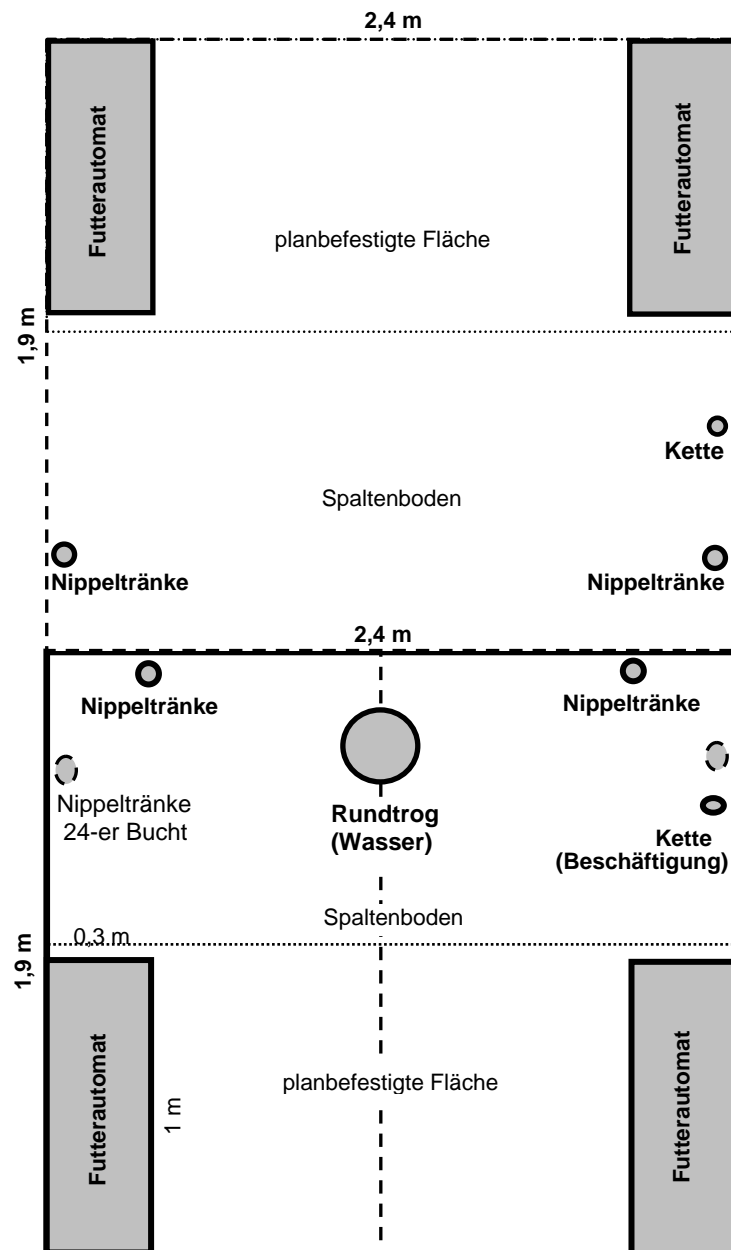 2,4 m
Futterautomat
Futterautomat
planbefestigte Fläche
1,9 m
Kette
Spaltenboden
Nippeltränke
Nippeltränke
2,4 m
Nippeltränke
Nippeltränke
Nippeltränke
24-er Bucht
Rundtrog
(Wasser)
Kette
(Beschäftigung)
Spaltenboden
0,3 m
1,9 m
Futterautomat
1 m
planbefestigte Fläche
Futterautomat